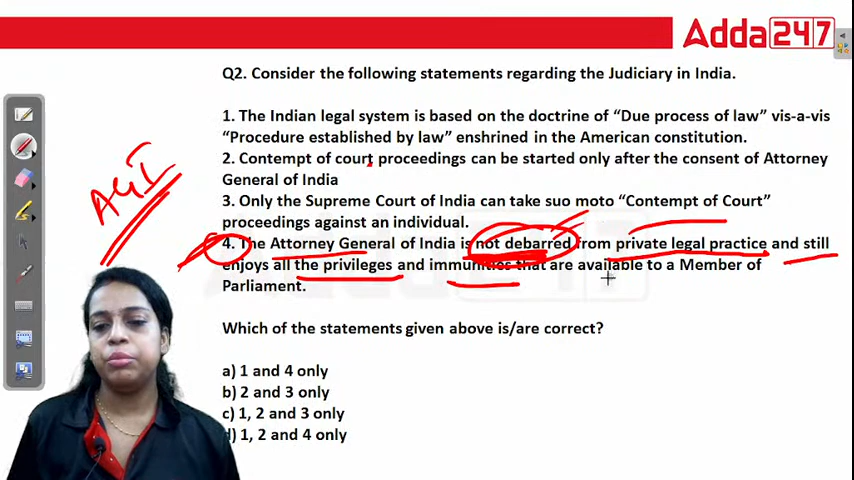 Adda247
Q2. Consider the following statements regarding the Judiciary in India.
1. The Indian legal system is based on the doctrine of “Due process of law” vis-a-vis
“Procedure established by law” enshrined in the American constitution.
2. Contempt of court proceedings can be started only after the consent of Attorney
General of India
3. Only the Supreme Court of India can take suo moto “Contempt of Court”
proceedings against an individual.
4. The Attorney General of India is not debarred from private legal practice and still
enjoys all the privileges and immunities that are available to a Member of
Parliament.
AGI
Which of the statements given above is/are correct?
a) 1 and 4 only
b) 2 and 3 only
c) 1, 2 and 3 only
d) 1, 2 and 4 only